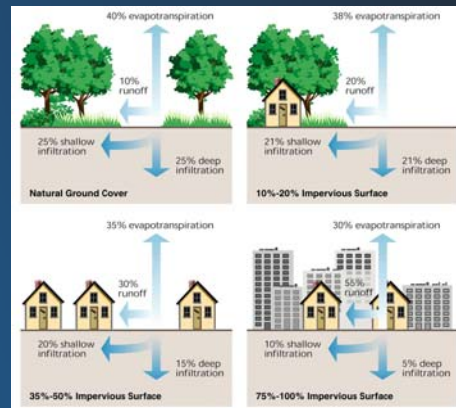 40% evapotranspiration
10%
runoff
25% shallow
infiltration
25% deep
infiltration
Natural Ground Cover
38% evapotranspiration
20%
runoff
21% shallow
infiltration
21% deep
infiltration
10%-20% Impervious Surface
35% evapotranspiration
30%
runoff
20% shallow
infiltration
15% deep
infiltration
35%-50% Impervious Surface
30% evapotranspiration
55%
runoff
10% shallow
infiltration
5% deep
infiltration
75%-100% Impervious Surface